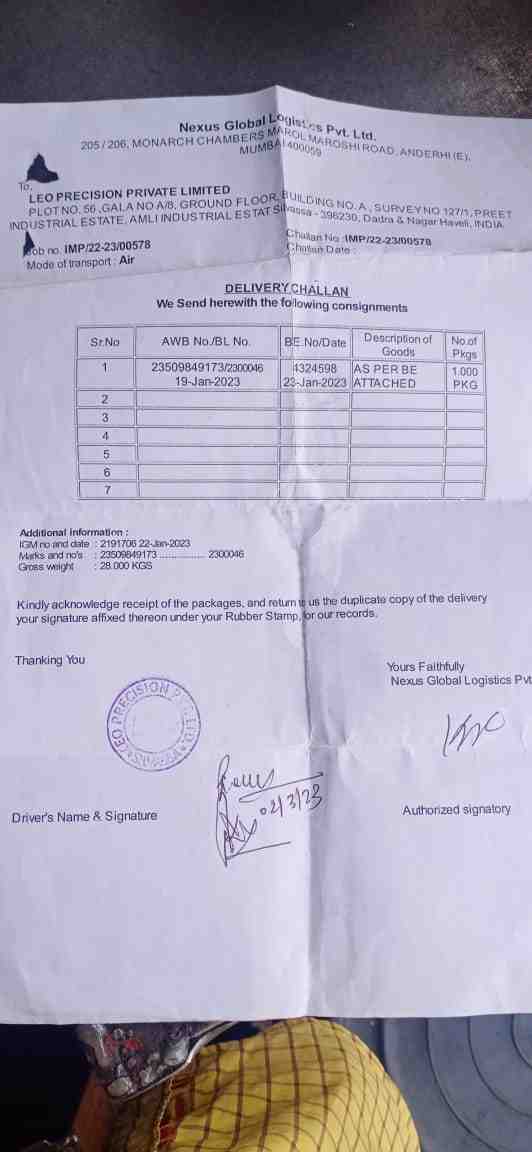 Nexus Global Logistics Pvt. Ltd.
205 / 206, MONARCH CHAMBERS MAROL MAROSHI ROAD, ANDERHI (E),
MUMBAI 400059
To,
LEO PRECISION PRIVATE LIMITED
PLOT NO. 56 ,GALA NO A/8, GROUND FLOOR, BUILDING NO. A , SURVEY NO 127/1, PREET
INDUSTRIAL ESTATE, AMLI INDUSTRIAL ESTAT Silvassa - 396230, Dadra & Nagar Haveli, INDIA
Job no. IMP/22-23/00578
Challan No :IMP/22-23/00578
Mode of transport : Air
Challan Date :
DELIVERY CHALLAN
We Send herewith the following consignments
Sr.No AWB No./BL No. BE.No/Date Description of Goods No.of Pkgs
1 23509849173/2300046 4324598 AS PER BE 1.000
19-Jan-2023 23-Jan-2023 ATTACHED PKG
2
3
4
5
6
7
Additional information :
IGM no and date : 2191706 22-Jan-2023
Marks and no's : 23509849173 ................ 2300046
Gross weight : 28.000 KGS
Kindly acknowledge receipt of the packages, and return to us the duplicate copy of the delivery
your signature affixed thereon under your Rubber Stamp, for our records.
Thanking You
Yours Faithfully
Nexus Global Logistics Pvt
LEO PRECISION PVT LTD
SILVASSA
02/3/23
Driver's Name & Signature
Authorized signatory